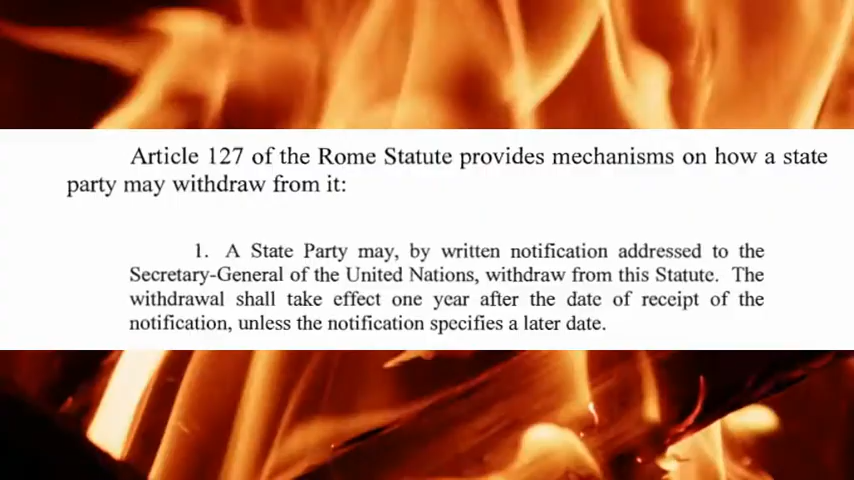 Article 127 of the Rome Statute provides mechanisms on how a state
party may withdraw from it:
1. A State Party may, by written notification addressed to the
Secretary-General of the United Nations, withdraw from this Statute. The
withdrawal shall take effect one year after the date of receipt of the
notification, unless the notification specifies a later date.